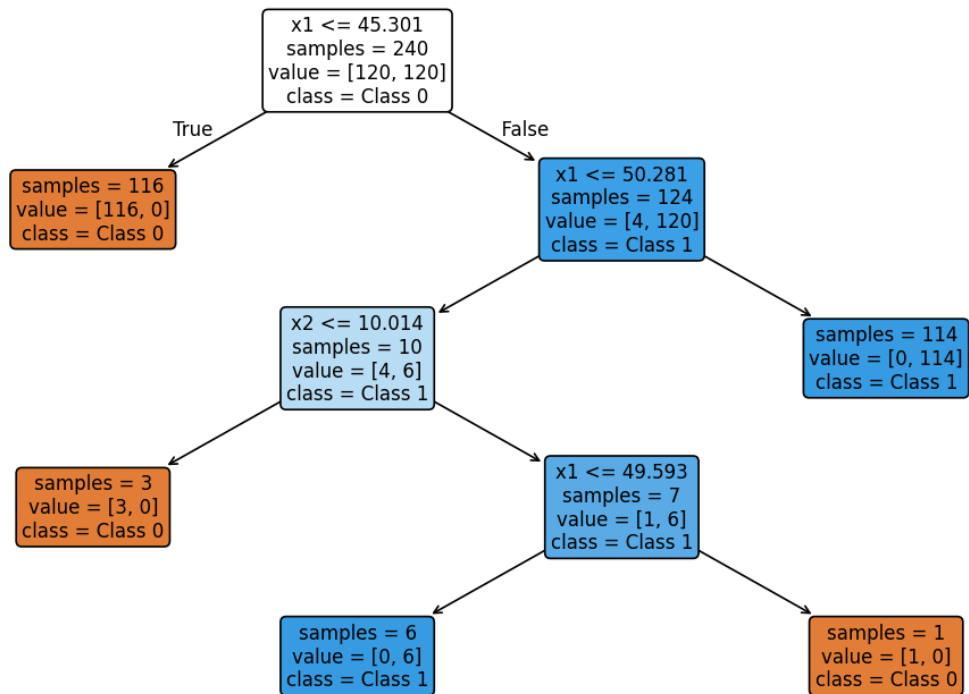 x1 <= 45.301
samples = 240
value = [120, 120]
class = Class 0
True
False
samples = 116
value = [116, 0]
class = Class 0
x1 <= 50.281
samples = 124
value = [4, 120]
class = Class 1
x2 <= 10.014
samples = 10
value = [4, 6]
class = Class 1
samples = 114
value = [0, 114]
class = Class 1
samples = 3
value = [3, 0]
class = Class 0
x1 <= 49.593
samples = 7
value = [1, 6]
class = Class 1
samples = 6
value = [0, 6]
class = Class 1
samples = 1
value = [1, 0]
class = Class 0